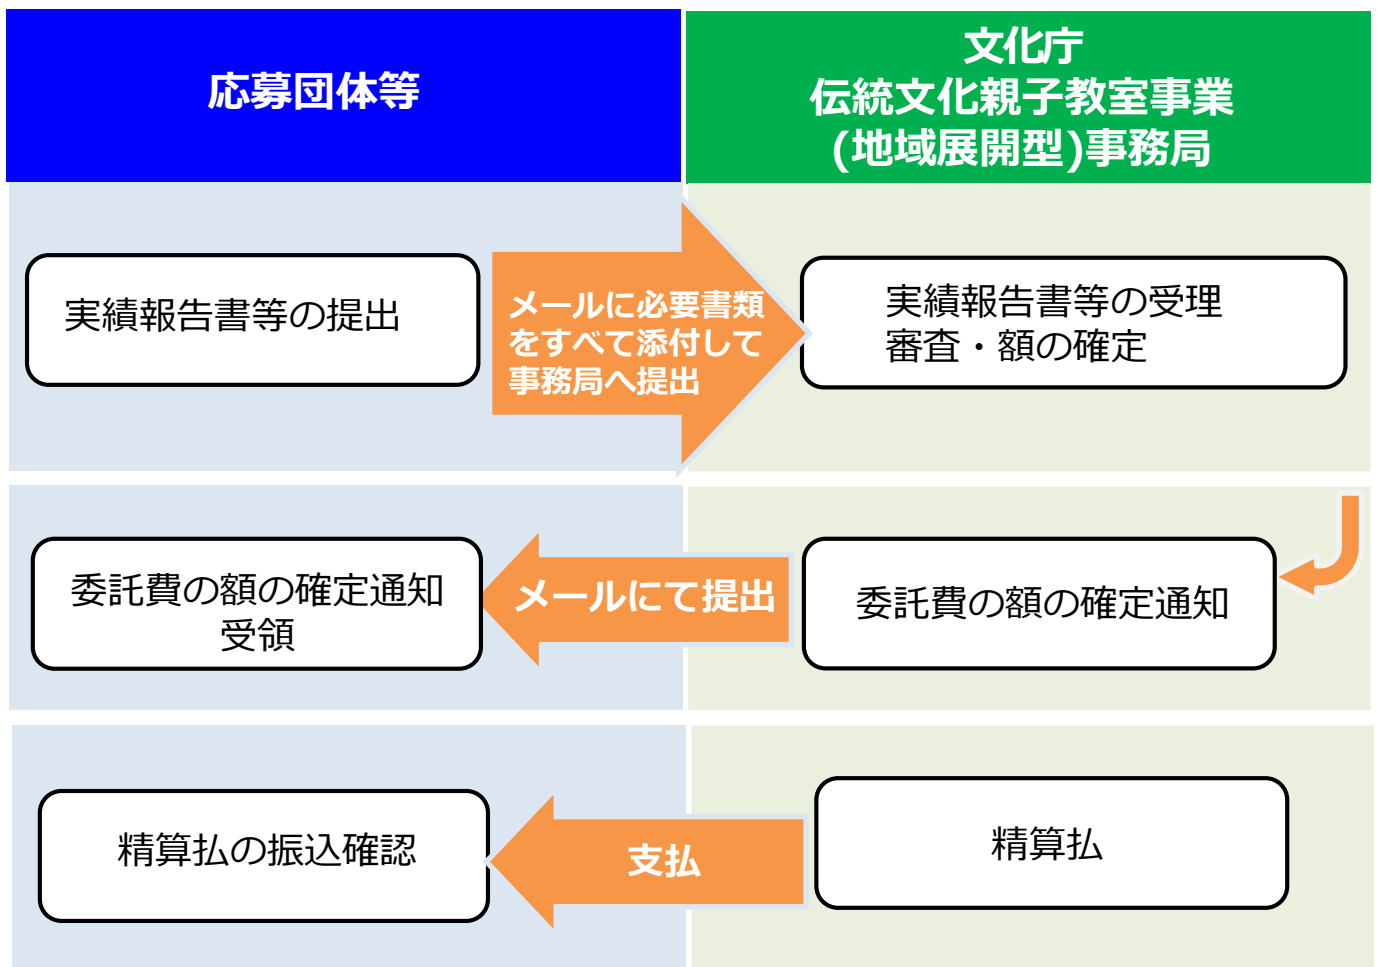 応募団体等
文化庁
伝統文化親子教室事業
(地域展開型)事務局
実績報告書等の提出
メールに必要書類
をすべて添付して
事務局へ提出
実績報告書等の受理
審査・額の確定
委託費の額の確定通知
受領
メールにて提出
委託費の額の確定通知
精算払の振込確認
支払
精算払